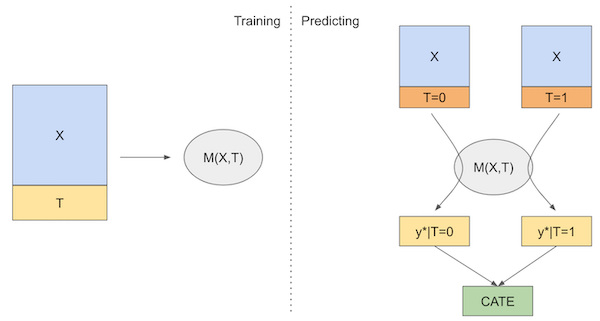 Training
Predicting
X
T
M(X,T)
X
X
T=0
T=1
M(X,T)
y*|T=0
y*|T=1
CATE